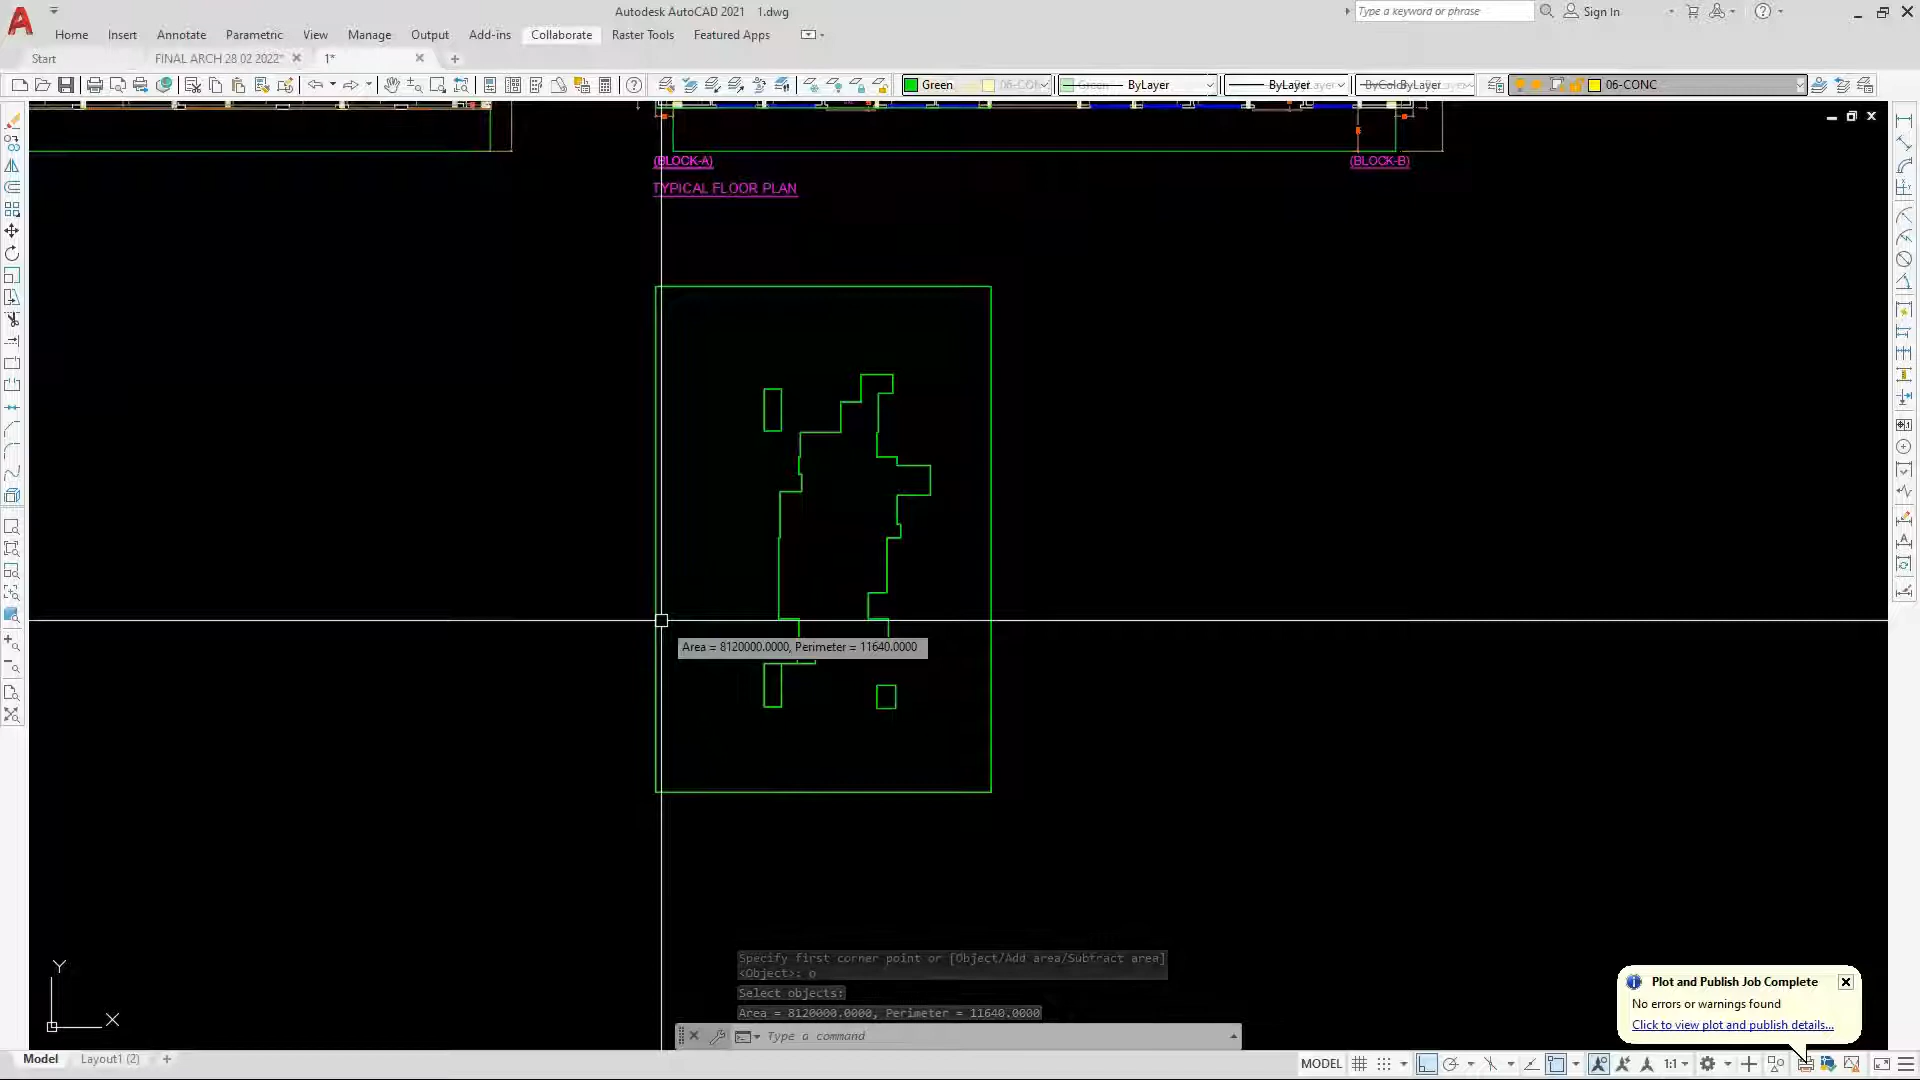 Autodesk AutoCAD 2021 1.dwg
Type a keyword or phrase
Sign In
Home Insert Annotate Parametric View Manage Output Add-ins Collaborate Raster Tools Featured Apps
Start FINAL ARCH 28 02 2022* 1*
Green ByLayer ByLayer 06-CONC
(BLOCK-A) (BLOCK-B)
TYPICAL FLOOR PLAN
Area = 8120000.0000, Perimeter = 11640.0000
Specify first corner point or [Object/Add area/Subtract area]
<Object>: o
Select objects:
Area = 8120000.0000, Perimeter = 11640.0000
Type a command
Y
X
Plot and Publish Job Complete
No errors or warnings found
Click to view plot and publish details...
Model Layout1 (2)
MODEL 1:1